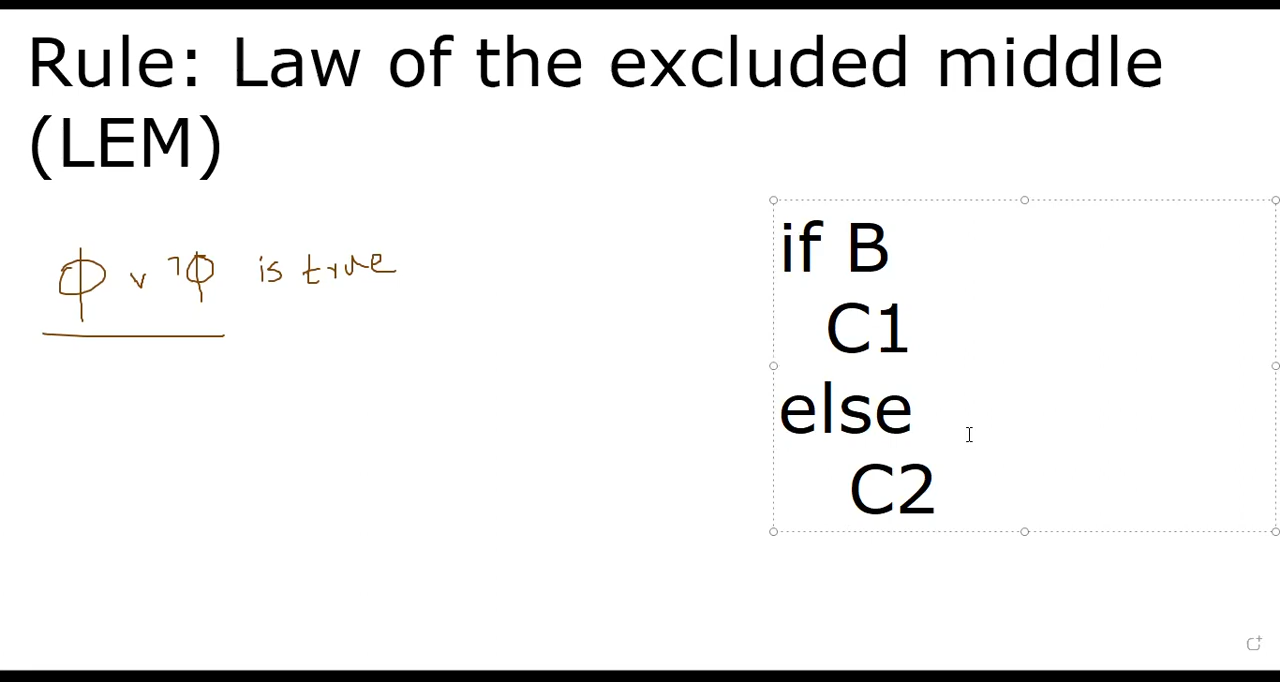 Rule: Law of the excluded middle
(LEM)
ϕ ∨ ¬ϕ is true
if B
C1
else
C2